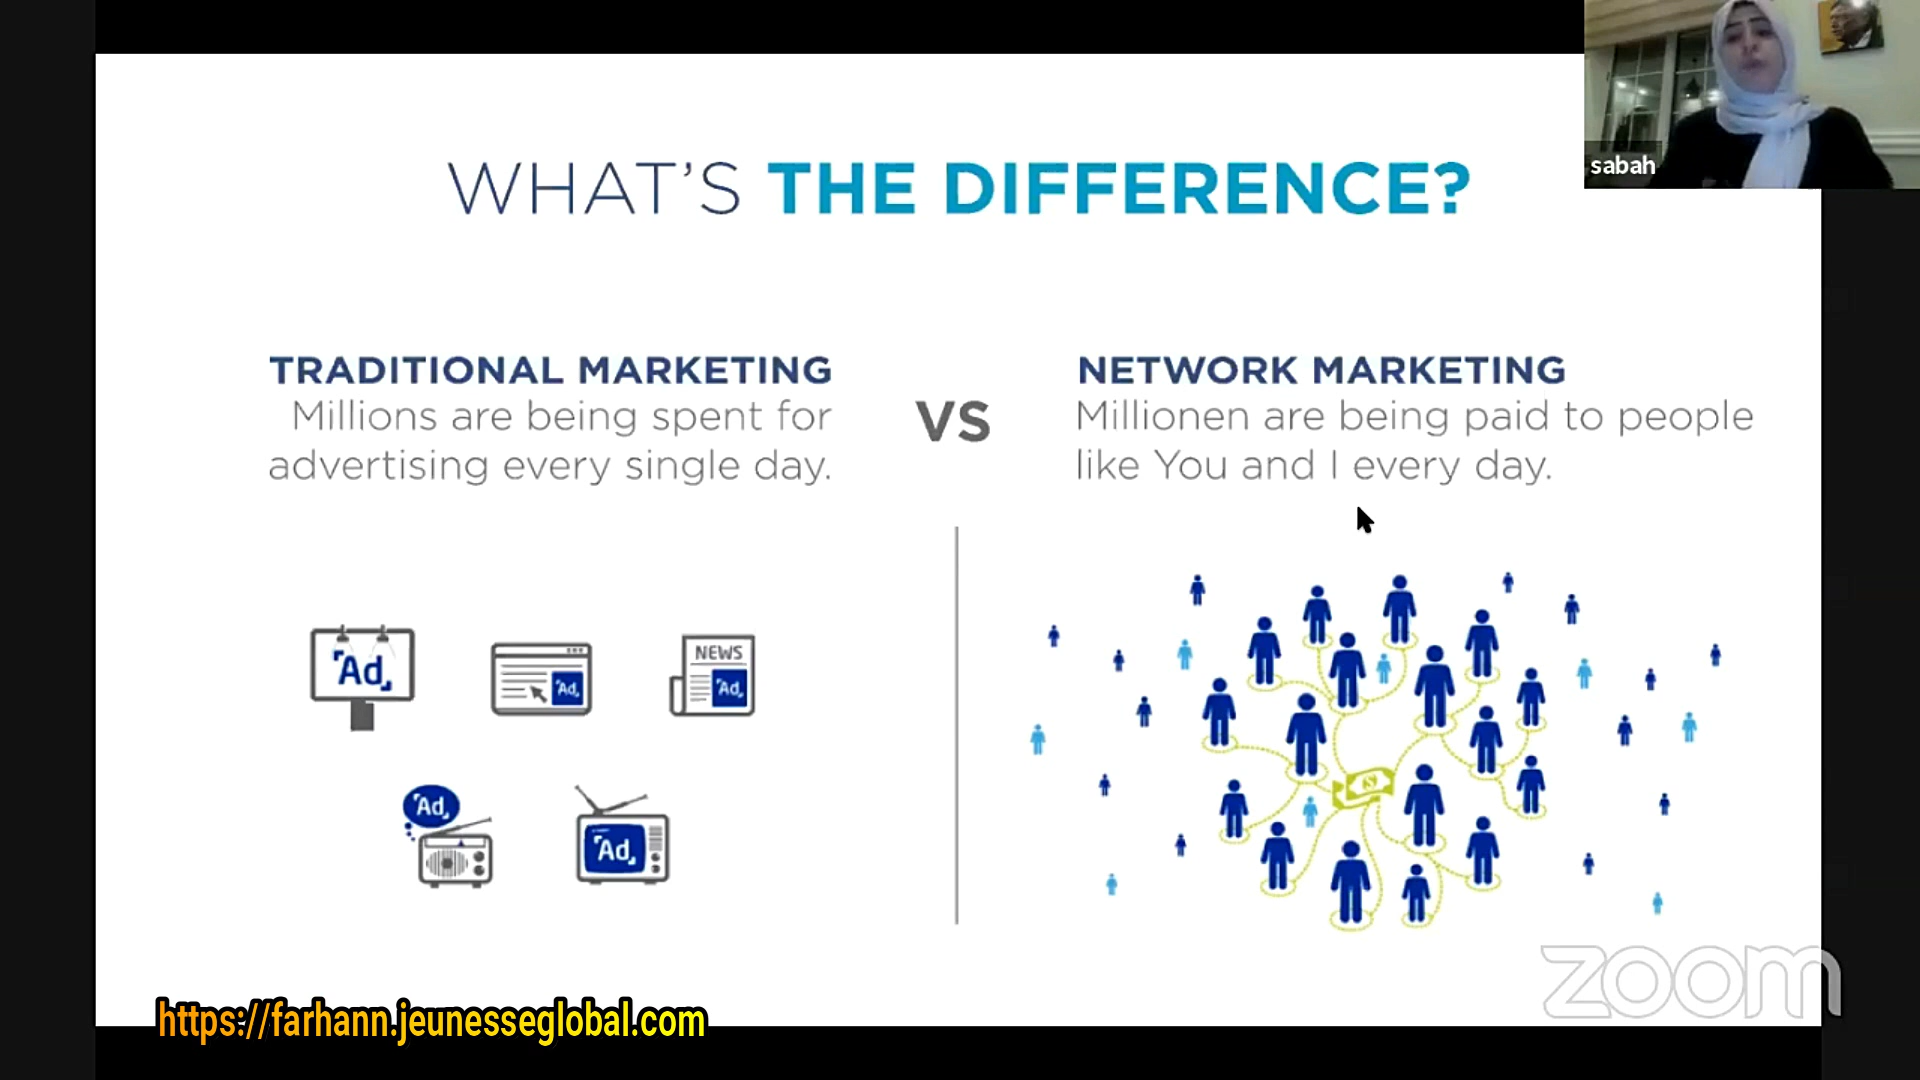 sabah
WHAT'S THE DIFFERENCE?
TRADITIONAL MARKETING
Millions are being spent for
advertising every single day.
VS
NETWORK MARKETING
Millionen are being paid to people
like You and I every day.
Ad
Ad
NEWS
Ad
Ad
Ad
$
zoom
https://farhann.jeunesseglobal.com